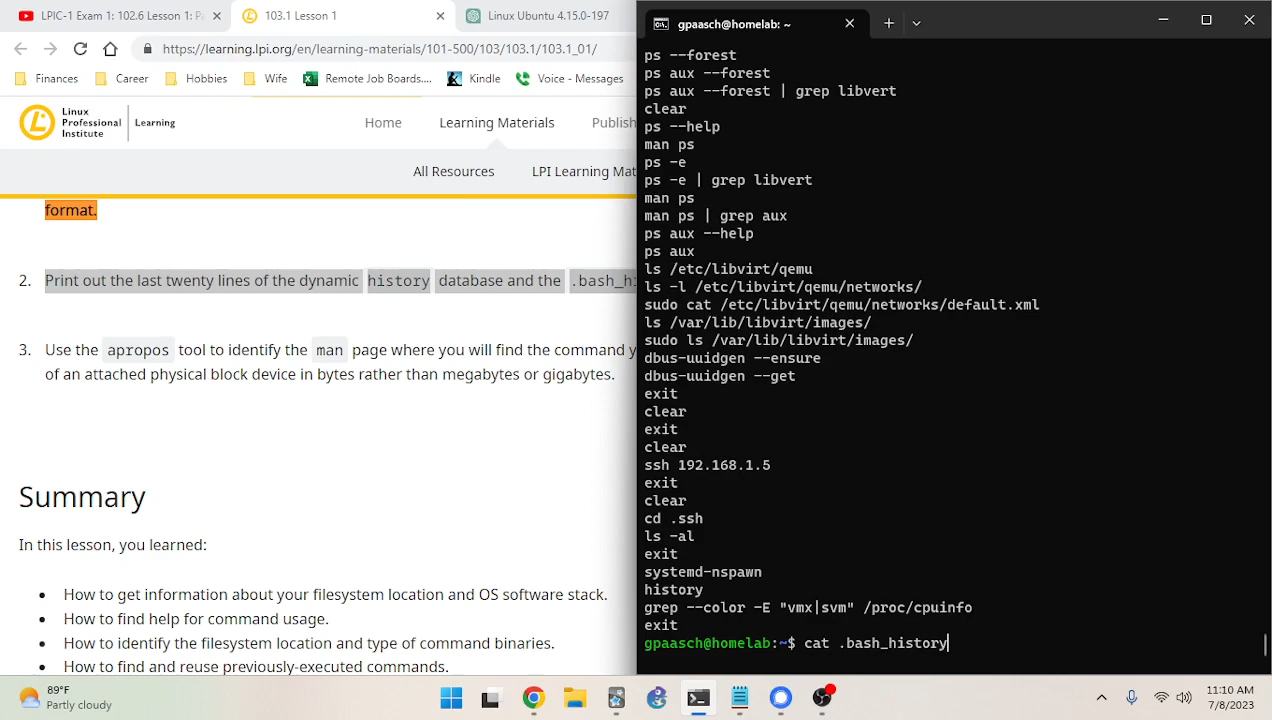 LPIC-1 Exam 1: 102.6 Lesson 1: Pa
103.1 Lesson 1
Linux Ubuntu 4.15.0-197
https://learning.lpi.org/en/learning-materials/101-500/103/103.1/103.1_01/
Finances
Career
Hobbies
Wife
Remote Job Boards....
Kindle
Voice - Messages
Linux
Professional
Institute
Learning
Home
Learning Materials
Publish
All Resources
LPI Learning Mat
format.
2. Print out the last twenty lines of the dynamic history database and the .bash_hi
3. Use the apropos tool to identify the man page where you will find the command y
of an attached physical block device in bytes rather than megabytes or gigabytes.
Summary
In this lesson, you learned:
• How to get information about your filesystem location and OS software stack.
• How to find help for command usage.
• How to identify the filesystem location and type of command binaries.
• How to find and reuse previously-executed commands.
gpaasch@homelab: ~
ps --forest
ps aux --forest
ps aux --forest | grep libvert
clear
ps --help
man ps
ps -e
ps -e | grep libvert
man ps
man ps | grep aux
ps aux --help
ps aux
ls /etc/libvirt/qemu
ls -l /etc/libvirt/qemu/networks/
sudo cat /etc/libvirt/qemu/networks/default.xml
ls /var/lib/libvirt/images/
sudo ls /var/lib/libvirt/images/
dbus-uuidgen --ensure
dbus-uuidgen --get
exit
clear
exit
clear
ssh 192.168.1.5
exit
clear
cd .ssh
ls -al
exit
systemd-nspawn
history
grep --color -E "vmx|svm" /proc/cpuinfo
exit
gpaasch@homelab:~$ cat .bash_history
89°F
Partly cloudy
11:10 AM
7/8/2023